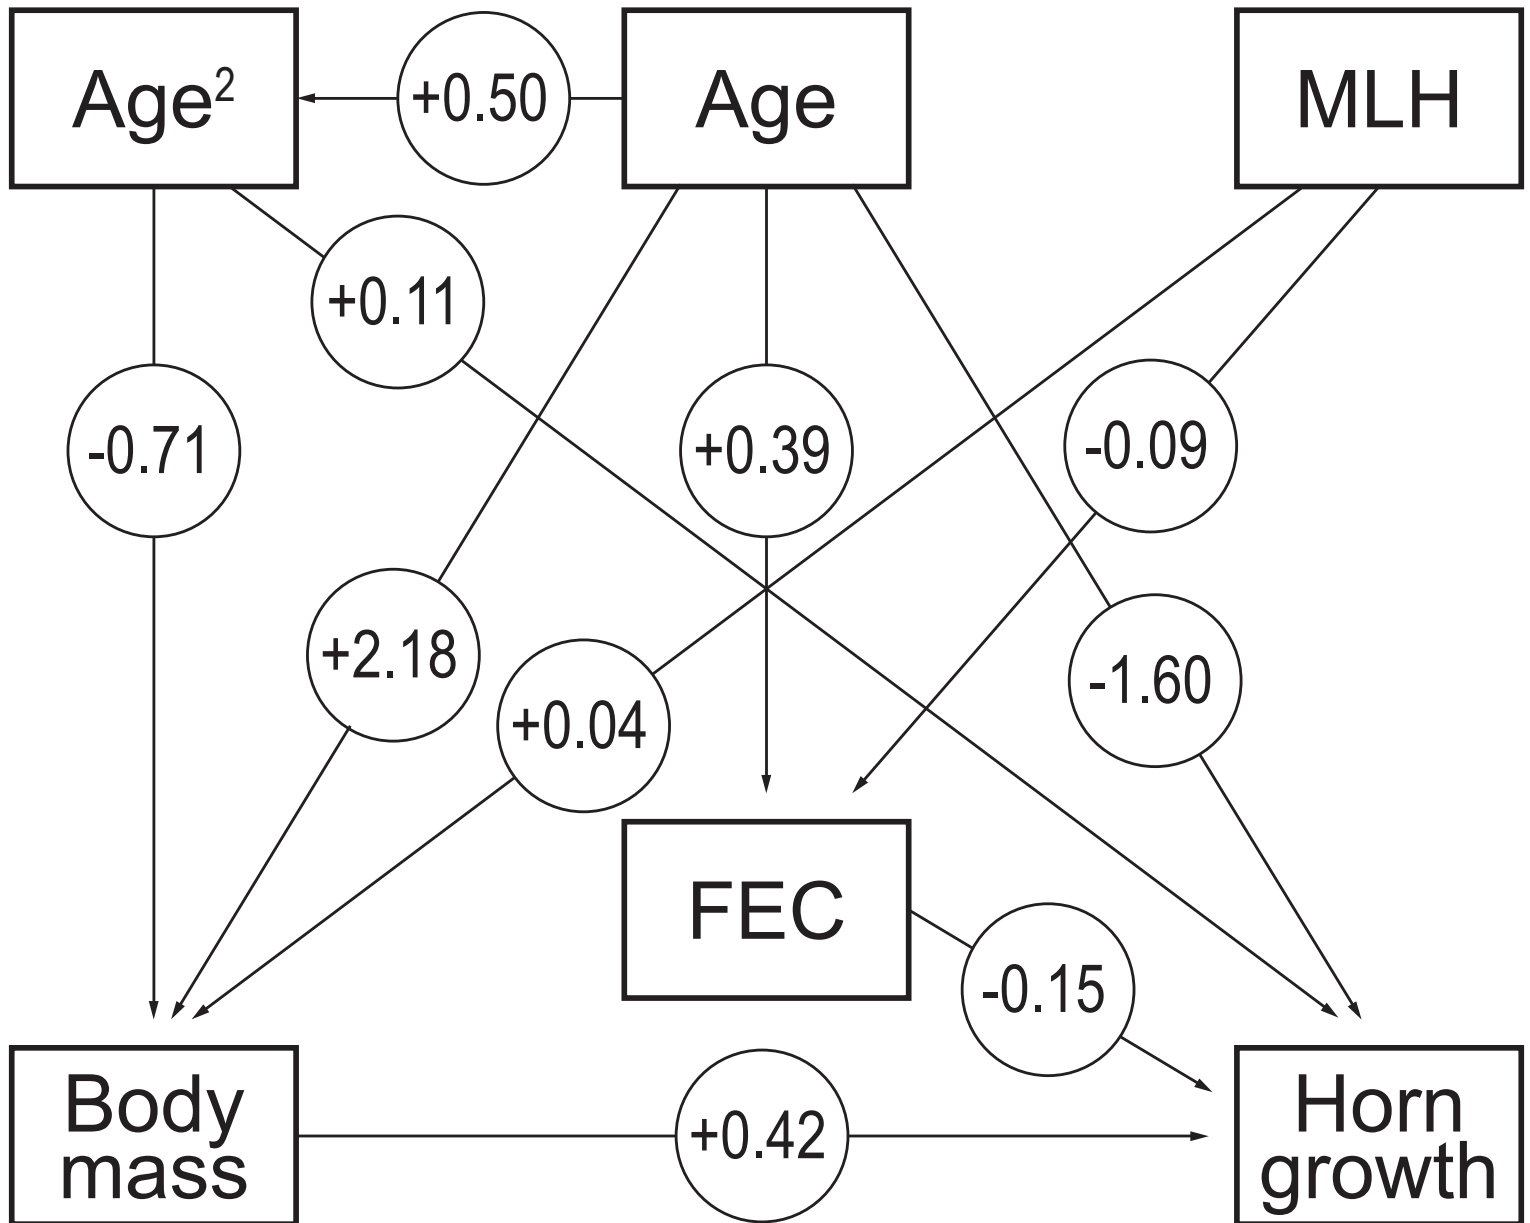 Age²
+0.50
Age
MLH
+0.11
-0.71
+0.39
-0.09
+2.18
-1.60
+0.04
FEC
-0.15
Body
mass
+0.42
Horn
growth